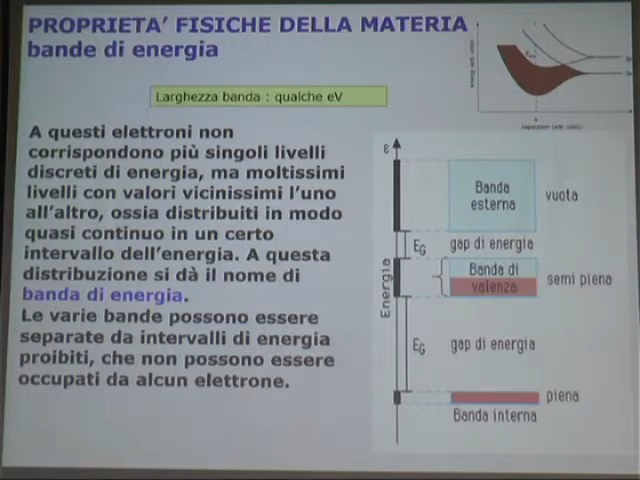 PROPRIETA' FISICHE DELLA MATERIA
bande di energia
Larghezza banda : qualche eV
A questi elettroni non
corrispondono più singoli livelli
discreti di energia, ma moltissimi
livelli con valori vicinissimi l'uno
all'altro, ossia distribuiti in modo
quasi continuo in un certo
intervallo dell'energia. A questa
distribuzione si dà il nome di
banda di energia.
Le varie bande possono essere
separate da intervalli di energia
proibiti, che non possono essere
occupati da alcun elettrone.
ε
Energia
Banda
esterna
vuota
EG
gap di energia
Banda di
valenza
semi piena
EG
gap di energia
piena
Banda interna